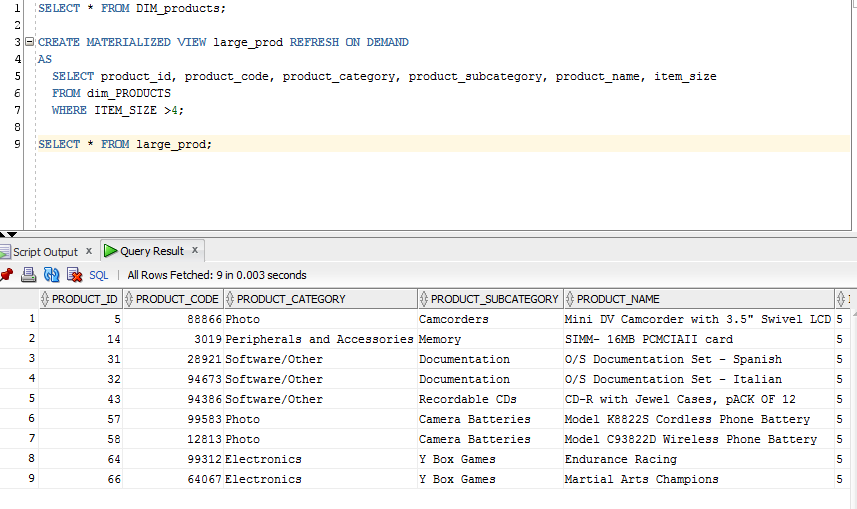 1 SELECT * FROM DIM_products;
2
3 CREATE MATERIALIZED VIEW large_prod REFRESH ON DEMAND
4 AS
5 SELECT product_id, product_code, product_category, product_subcategory, product_name, item_size
6 FROM dim_PRODUCTS
7 WHERE ITEM_SIZE >4;
8
9 SELECT * FROM large_prod;
Script Output x Query Result x
SQL | All Rows Fetched: 9 in 0.003 seconds
PRODUCT_ID PRODUCT_CODE PRODUCT_CATEGORY PRODUCT_SUBCATEGORY PRODUCT_NAME
1 5 88866 Photo Camcorders Mini DV Camcorder with 3.5" Swivel LCD 5
2 14 3019 Peripherals and Accessories Memory SIMM- 16MB PCMCIAII card 5
3 31 28921 Software/Other Documentation O/S Documentation Set - Spanish 5
4 32 94673 Software/Other Documentation O/S Documentation Set - Italian 5
5 43 94386 Software/Other Recordable CDs CD-R with Jewel Cases, pACK OF 12 5
6 57 99583 Photo Camera Batteries Model K8822S Cordless Phone Battery 5
7 58 12813 Photo Camera Batteries Model C93822D Wireless Phone Battery 5
8 64 99312 Electronics Y Box Games Endurance Racing 5
9 66 64067 Electronics Y Box Games Martial Arts Champions 5